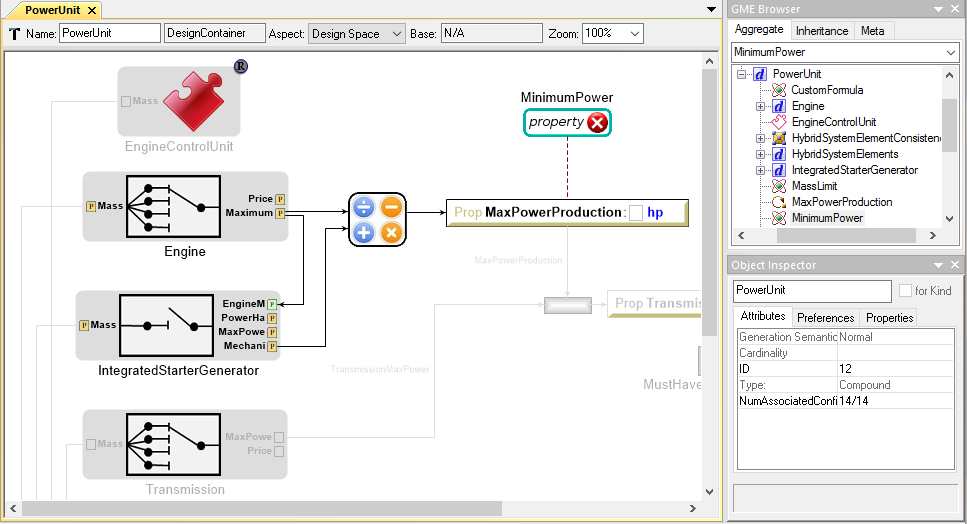 PowerUnit
Name: PowerUnit DesignContainer Aspect: Design Space Base: N/A Zoom: 100%
R
Mass
EngineControlUnit
MinimumPower
property
Mass
Price P
Maximum P
Engine
Prop MaxPowerProduction: hp
MaxPowerProduction
Mass
EngineM P
PowerHa P
MaxPowe P
Mechani P
IntegratedStarterGenerator
Prop Transmis
TransmissionMaxPower
MustHave
Mass
MaxPowe
Price
Transmission
GME Browser
Aggregate Inheritance Meta
MinimumPower
PowerUnit
CustomFormula
Engine
EngineControlUnit
HybridSystemElementConsistenc
HybridSystemElements
IntegratedStarterGenerator
MassLimit
MaxPowerProduction
MinimumPower
Object Inspector
PowerUnit for Kind
Attributes Preferences Properties
Generation Semantic Normal
Cardinality
ID 12
Type: Compound
NumAssociatedConfi 14/14